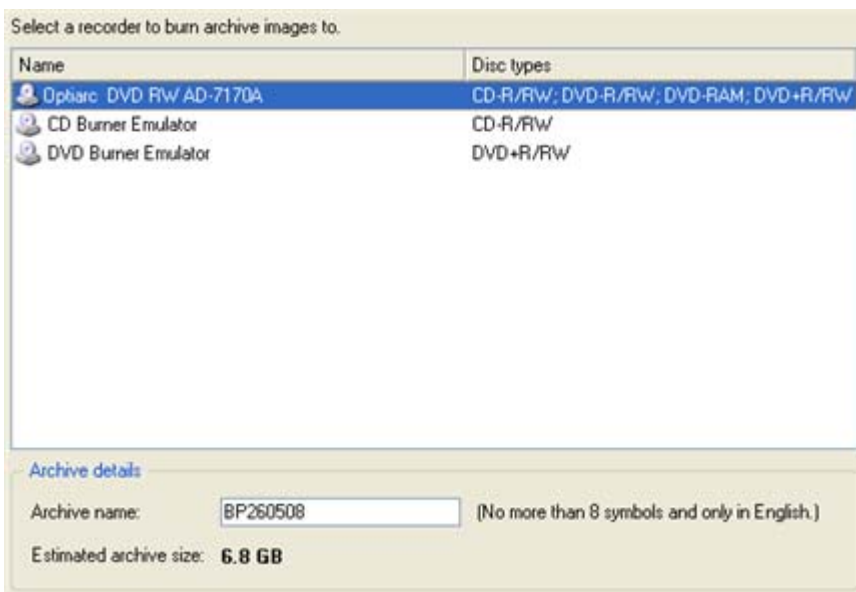 Select a recorder to burn archive images to.
Name Disc types
Optiarc DVD RW AD-7170A CD-R/RW; DVD-R/RW; DVD-RAM; DVD+R/RW
CD Burner Emulator CD-R/RW
DVD Burner Emulator DVD+R/RW
Archive details
Archive name: BP260508 (No more than 8 symbols and only in English.)
Estimated archive size: 6.8 GB